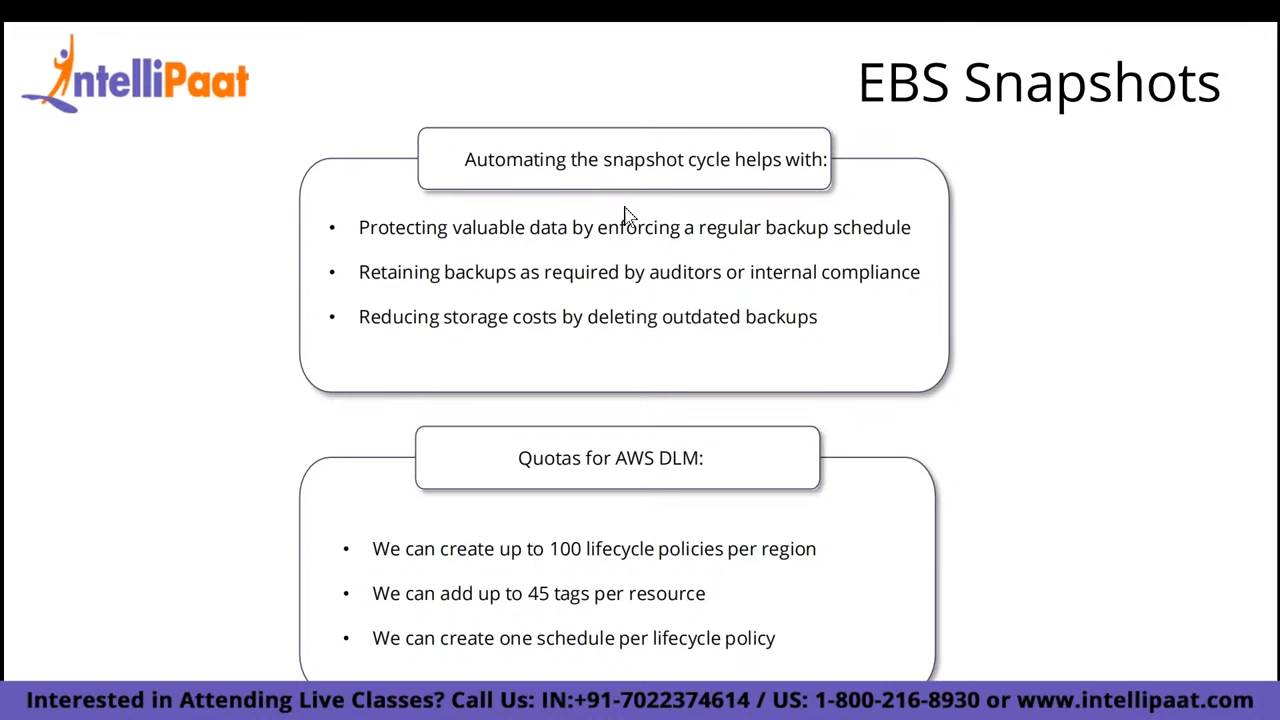 IntelliPaat
EBS Snapshots
Automating the snapshot cycle helps with:
• Protecting valuable data by enforcing a regular backup schedule
• Retaining backups as required by auditors or internal compliance
• Reducing storage costs by deleting outdated backups
Quotas for AWS DLM:
• We can create up to 100 lifecycle policies per region
• We can add up to 45 tags per resource
• We can create one schedule per lifecycle policy
Interested in Attending Live Classes? Call Us: IN:+91-7022374614 / US: 1-800-216-8930 or www.intellipaat.com